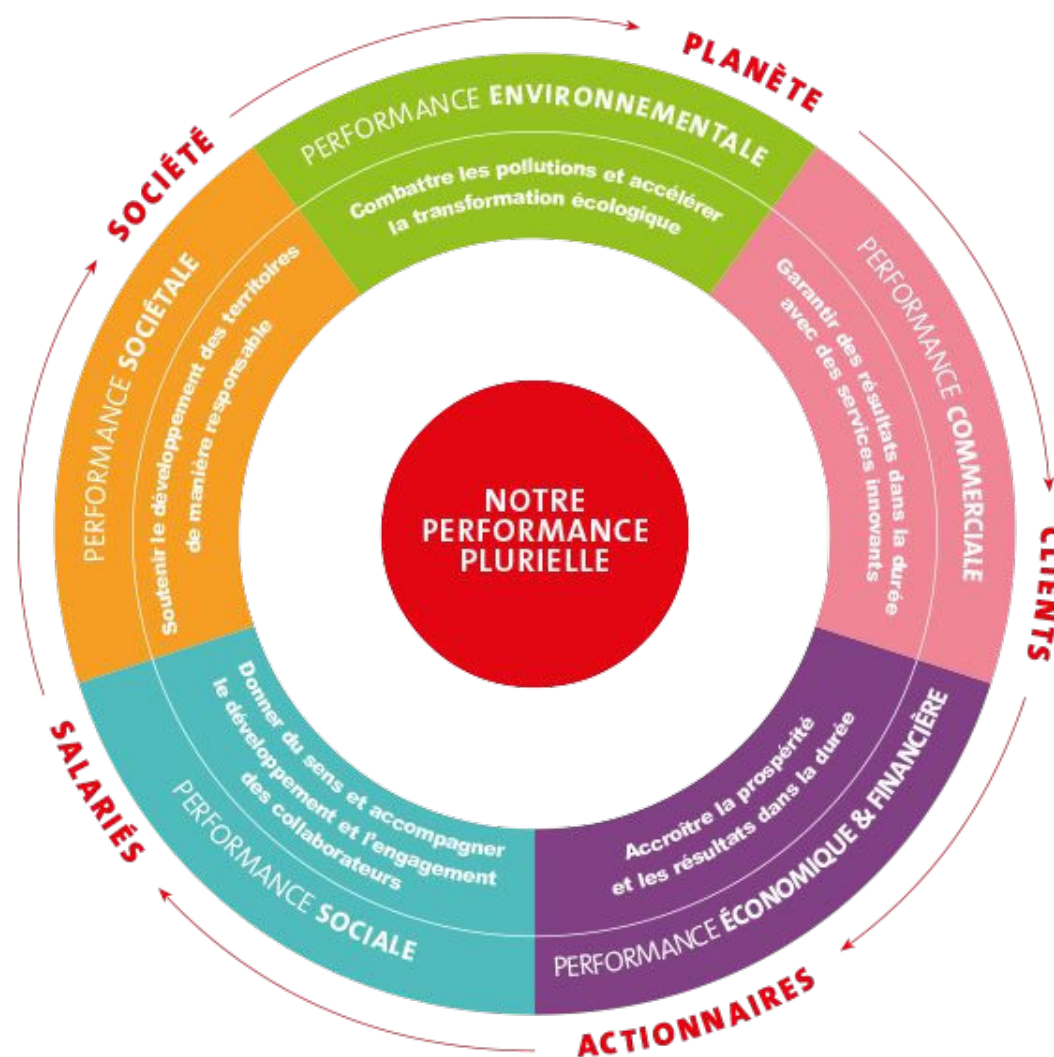 PLANÈTE
PERFORMANCE ENVIRONNEMENTALE
Combattre les pollutions et accélérer
la transformation écologique
CLIENTS
PERFORMANCE COMMERCIALE
Garantir des résultats dans la durée
avec des services innovants
ACTIONNAIRES
PERFORMANCE ÉCONOMIQUE & FINANCIÈRE
Accroître la prospérité
et les résultats dans la durée
SALARIÉS
PERFORMANCE SOCIALE
Donner du sens et accompagner
le développement et l'engagement
des collaborateurs
SOCIÉTÉ
PERFORMANCE SOCIÉTALE
Soutenir le développement des territoires
de manière responsable
NOTRE
PERFORMANCE
PLURIELLE